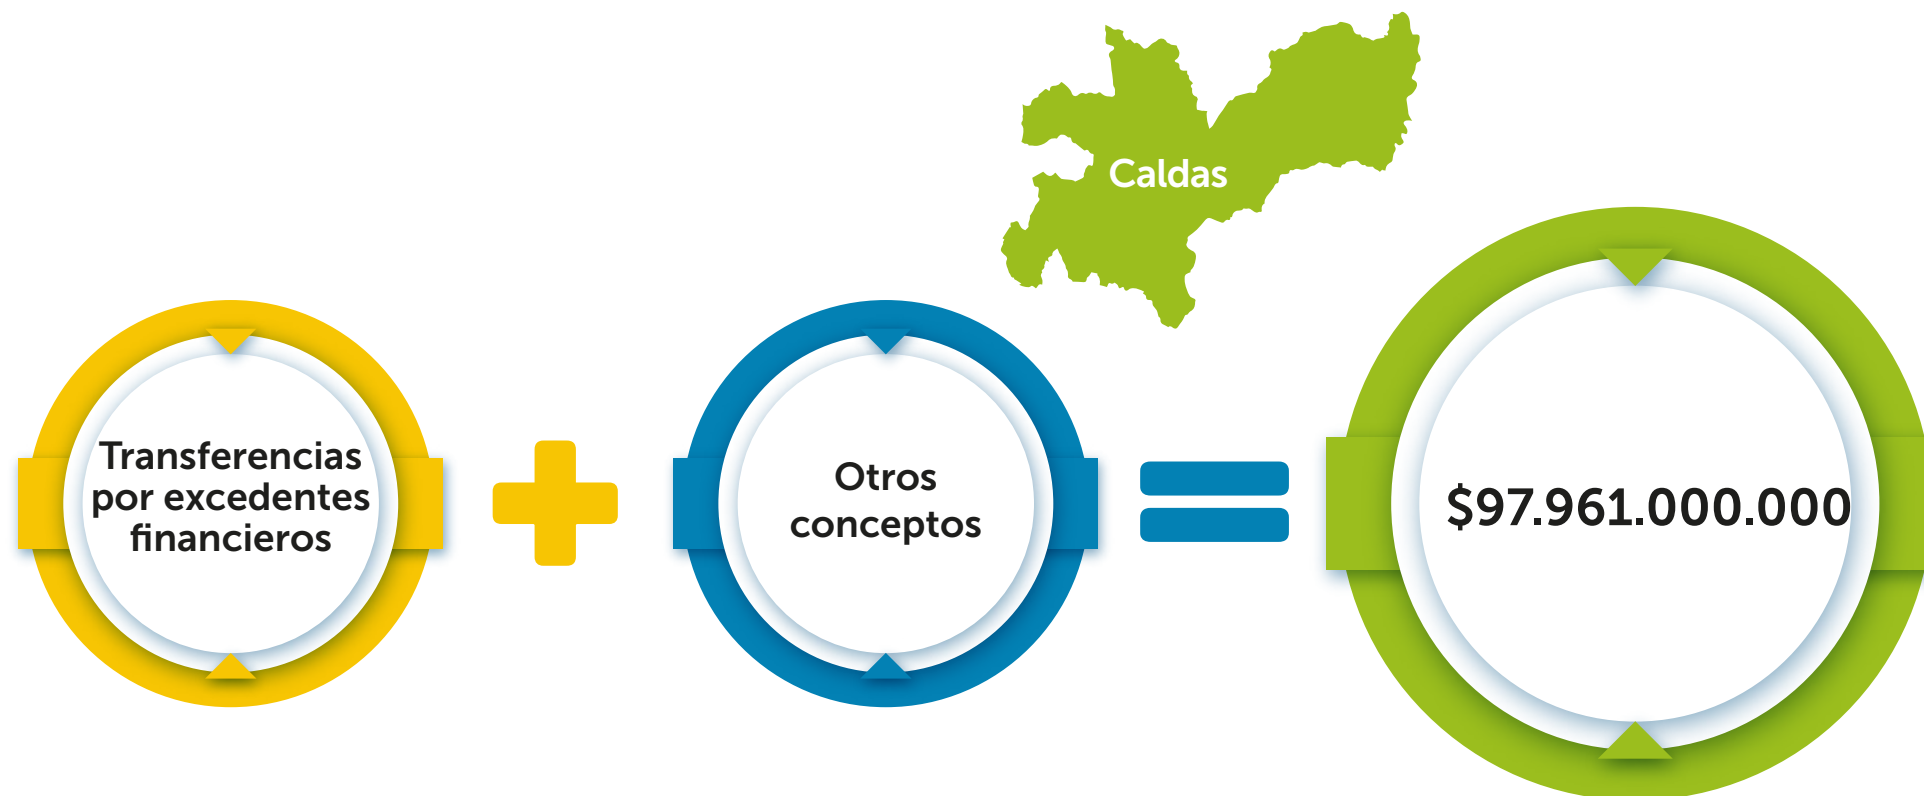 Caldas
Transferencias
por excedentes
financieros
Otros
conceptos
$97.961.000.000